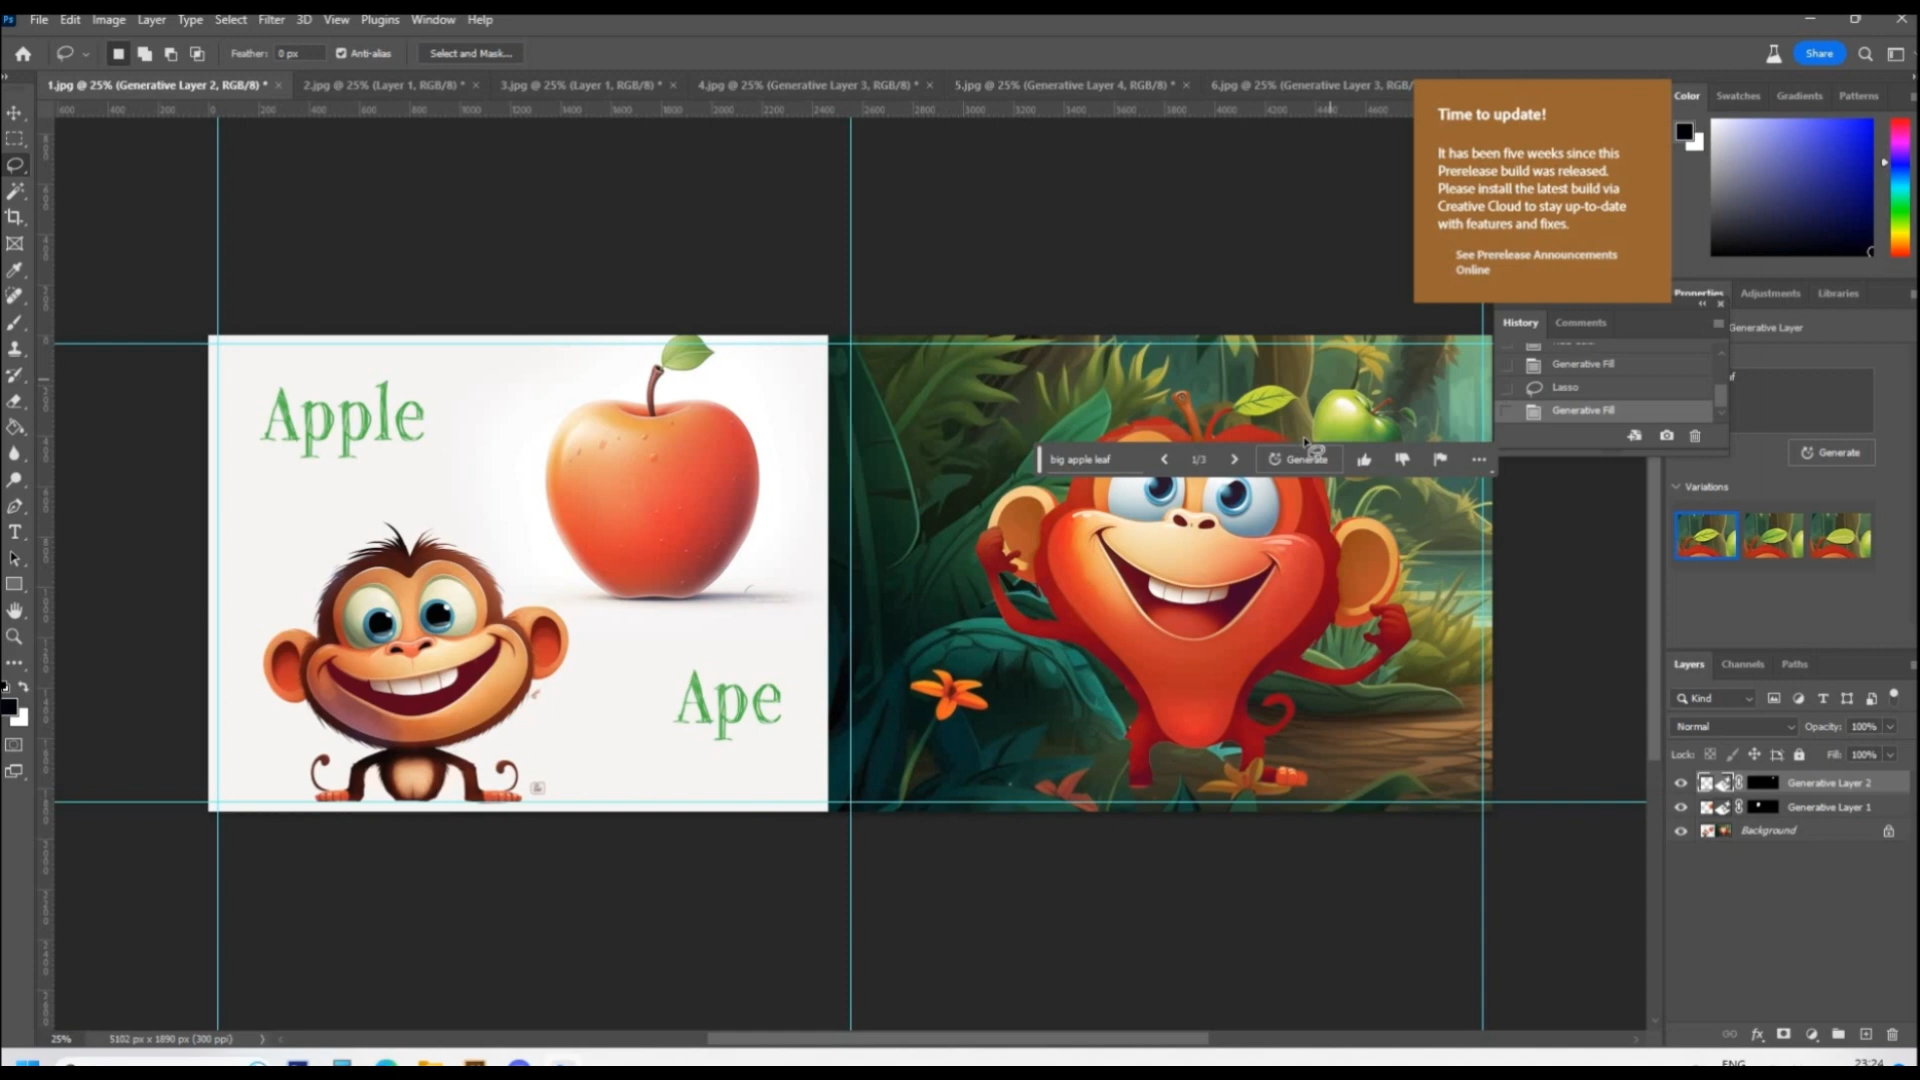 Ps File Edit Image Layer Type Select Filter 3D View Plugins Window Help
Feather: 0 px Anti-alias Select and Mask... Share
1.jpg @ 25% (Generative Layer 2, RGB/8) * × 2.jpg @ 25% (Layer 1, RGB/8) * × 3.jpg @ 25% (Layer 1, RGB/8) * × 4.jpg @ 25% (Generative Layer 3, RGB/8) * × 5.jpg @ 25% (Generative Layer 4, RGB/8) * × 6.jpg @ 25% (Generative Layer 3, RGB/
Color Swatches Gradients Patterns
Time to update!
It has been five weeks since this
Prerelease build was released.
Please install the latest build via
Creative Cloud to stay up-to-date
with features and fixes.
See Prerelease Announcements
Online
Properties Adjustments Libraries
History Comments
Generative Layer
Generative Fill
Lasso
Generative Fill
Apple
big apple leaf 1/3 Generate
Generate
Variations
Ape
Layers Channels Paths
Kind
Normal Opacity: 100%
Lock: Fill: 100%
Generative Layer 2
Generative Layer 1
Background
25% 5102 px x 1890 px (300 ppi)
ENG 23:24